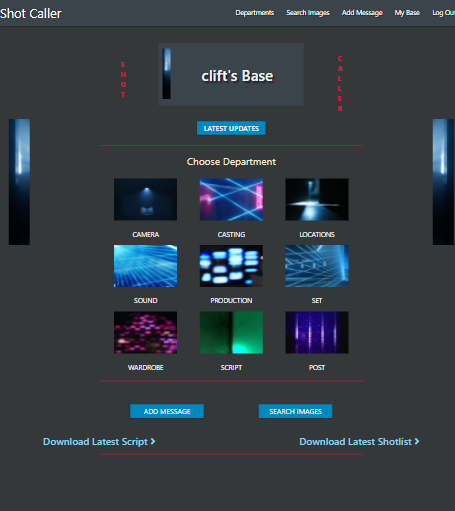 Shot Caller
Departments Search Images Add Message My Base Log Out
SHOT
clift's Base
CALLER
LATEST UPDATES
Choose Department
CAMERA CASTING LOCATIONS
SOUND PRODUCTION SET
WARDROBE SCRIPT POST
ADD MESSAGE SEARCH IMAGES
Download Latest Script Download Latest Shotlist